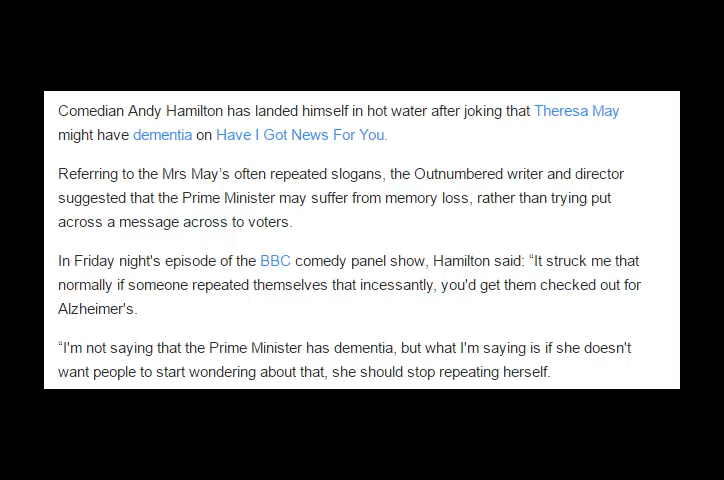 Comedian Andy Hamilton has landed himself in hot water after joking that Theresa May
might have dementia on Have I Got News For You.
Referring to the Mrs May's often repeated slogans, the Outnumbered writer and director
suggested that the Prime Minister may suffer from memory loss, rather than trying put
across a message across to voters.
In Friday night's episode of the BBC comedy panel show, Hamilton said: “It struck me that
normally if someone repeated themselves that incessantly, you'd get them checked out for
Alzheimer's.
“I'm not saying that the Prime Minister has dementia, but what I'm saying is if she doesn't
want people to start wondering about that, she should stop repeating herself.